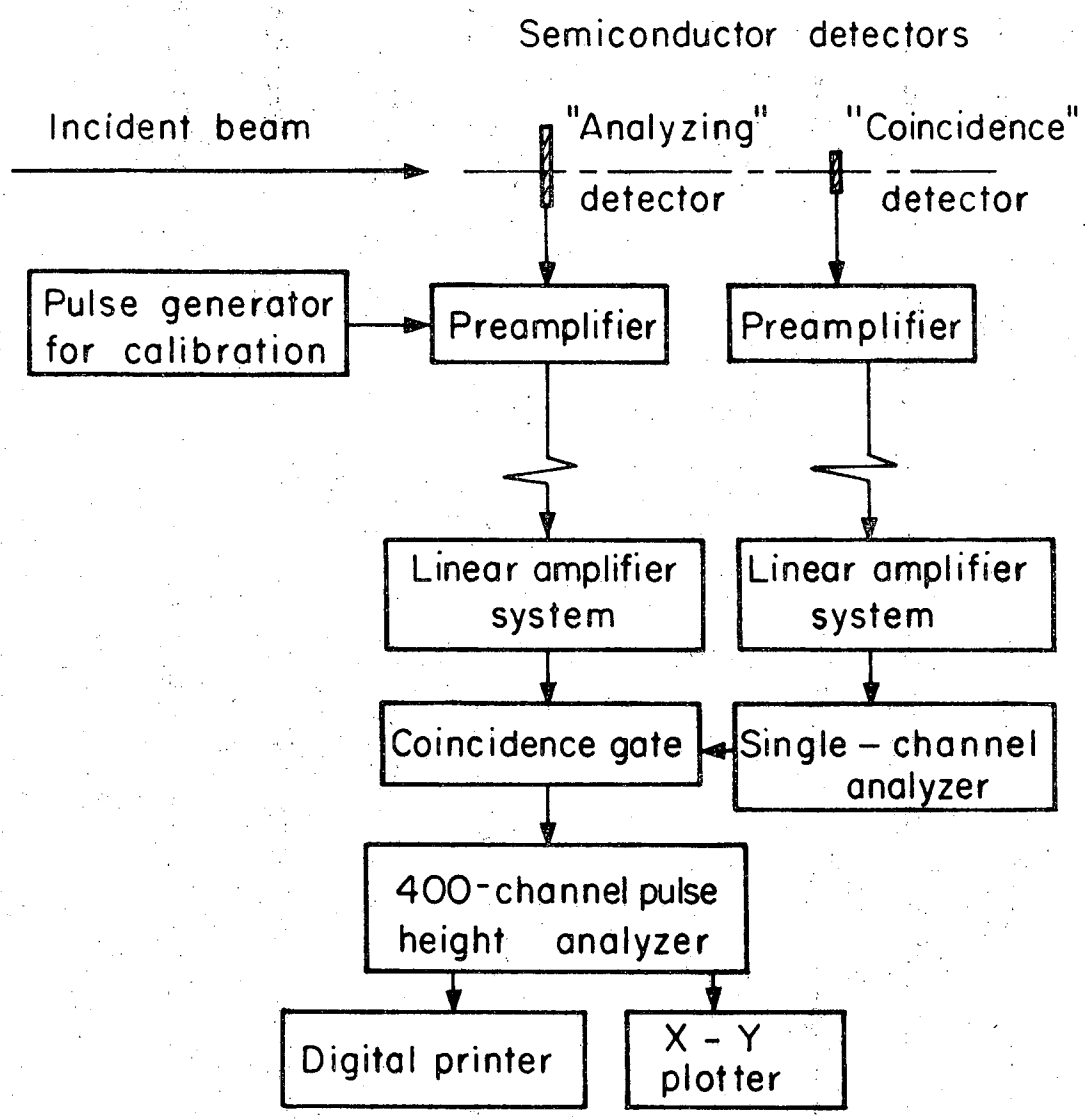 Semiconductor detectors
Incident beam
"Analyzing"
detector
"Coincidence"
detector
Pulse generator
for calibration
Preamplifier
Preamplifier
Linear amplifier
system
Linear amplifier
system
Coincidence gate
Single - channel
analyzer
400-channel pulse
height analyzer
Digital printer
X - Y
plotter